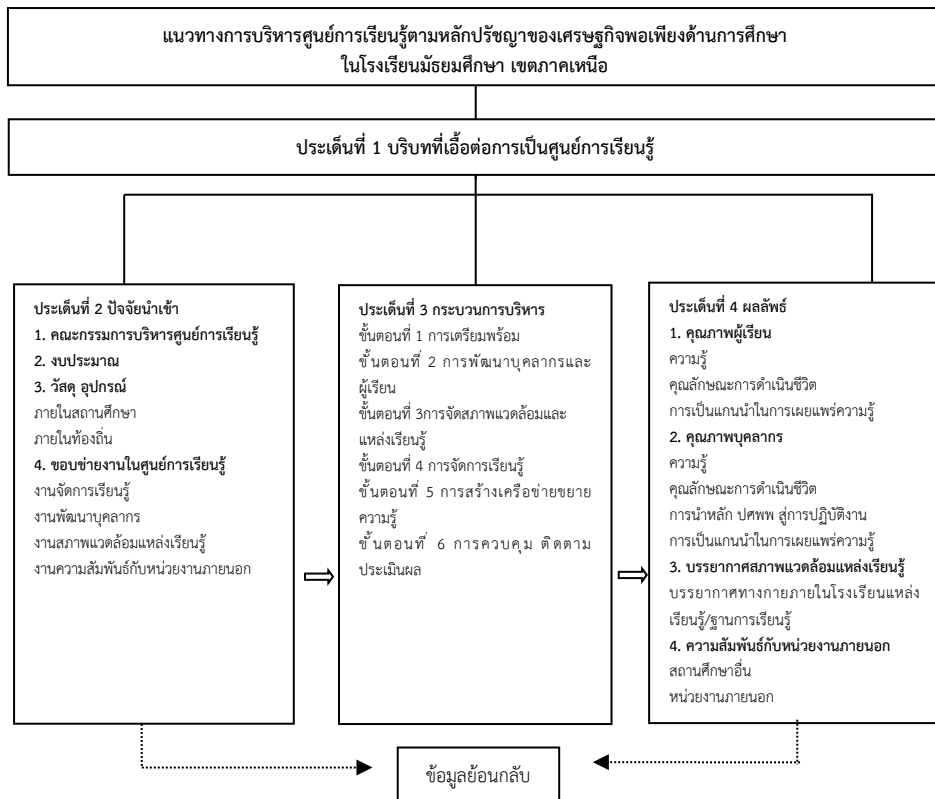 แนวทางการบริหารศูนย์การเรียนรู้ตามหลักปรัชญาของเศรษฐกิจพอเพียงด้านการศึกษา
ในโรงเรียนมัธยมศึกษา เขตภาคเหนือ
ประเด็นที่ 1 บริบทที่เอื้อต่อการเป็นศูนย์การเรียนรู้
ประเด็นที่ 2 ปัจจัยนำเข้า
1. คณะกรรมการบริหารศูนย์การเรียนรู้
2. งบประมาณ
3. วัสดุ อุปกรณ์
ภายในสถานศึกษา
ภายในท้องถิ่น
4. ขอบข่ายงานในศูนย์การเรียนรู้
งานจัดการเรียนรู้
งานพัฒนาบุคลากร
งานสภาพแวดล้อมแหล่งเรียนรู้
งานความสัมพันธ์กับหน่วยงานภายนอก
ประเด็นที่ 3 กระบวนการบริหาร
ขั้นตอนที่ 1 การเตรียมพร้อม
ขั้นตอนที่ 2 การพัฒนาบุคลากรและ
ผู้เรียน
ขั้นตอนที่ 3การจัดสภาพแวดล้อมและ
แหล่งเรียนรู้
ขั้นตอนที่ 4 การจัดการเรียนรู้
ขั้นตอนที่ 5 การสร้างเครือข่ายขยาย
ความรู้
ขั้นตอนที่ 6 การควบคุม ติดตาม
ประเมินผล
ประเด็นที่ 4 ผลลัพธ์
1. คุณภาพผู้เรียน
ความรู้
คุณลักษณะการดำเนินชีวิต
การเป็นแกนนำในการเผยแพร่ความรู้
2. คุณภาพบุคลากร
ความรู้
คุณลักษณะการดำเนินชีวิต
การนำหลัก ปศพพ สู่การปฏิบัติงาน
การเป็นแกนนำในการเผยแพร่ความรู้
3. บรรยากาศสภาพแวดล้อมแหล่งเรียนรู้
บรรยากาศทางกายภายในโรงเรียนแหล่ง
เรียนรู้/ฐานการเรียนรู้
4. ความสัมพันธ์กับหน่วยงานภายนอก
สถานศึกษาอื่น
หน่วยงานภายนอก
ข้อมูลย้อนกลับ